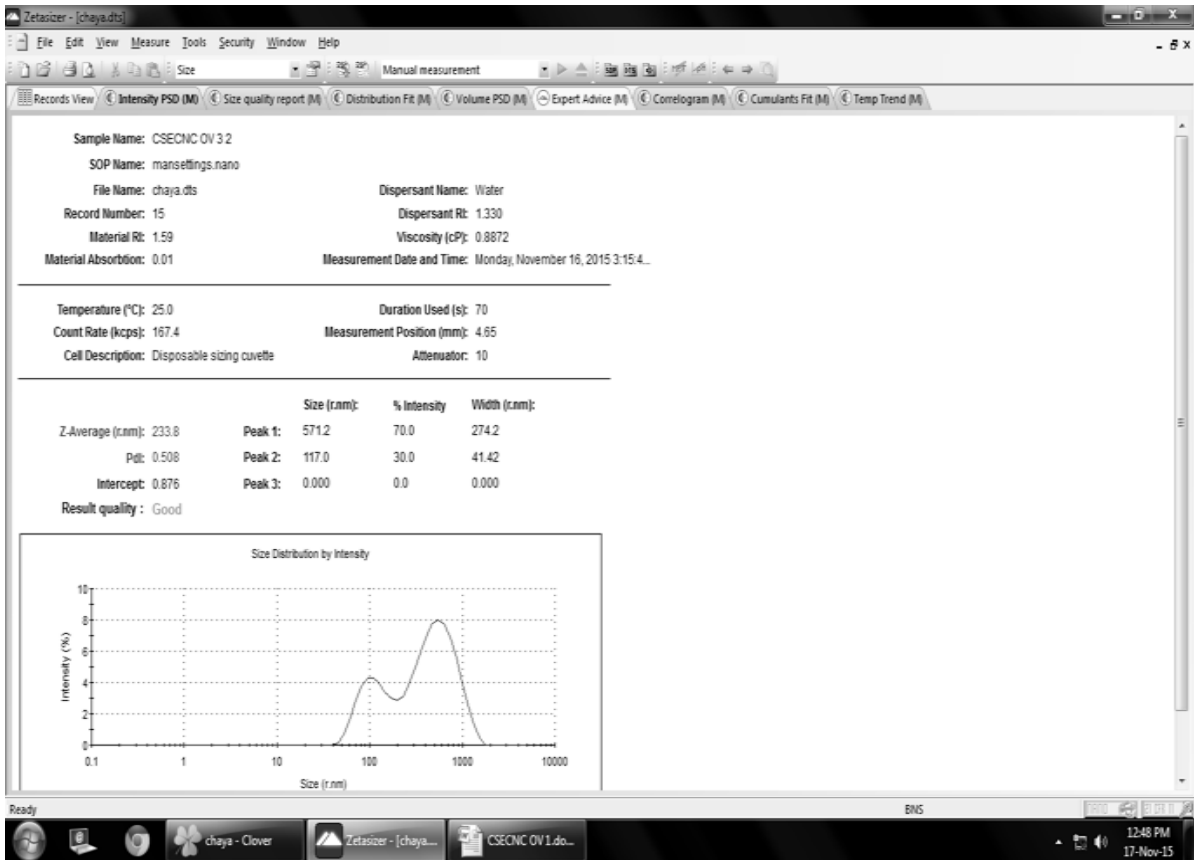 Zetasizer - [chaya.dts]
File Edit View Measure Tools Security Window Help
Size Manual measurement
Records View Intensity PSD (M) Size quality report (M) Distribution Fit (M) Volume PSD (M) Expert Advice (M) Correlogram (M) Cumulants Fit (M) Temp Trend (M)
Sample Name: CSECNC OV 3 2
SOP Name: mansettings.nano
File Name: chaya.dts Dispersant Name: Water
Record Number: 15 Dispersant RI: 1.330
Material RI: 1.59 Viscosity (cP): 0.8872
Material Absorbtion: 0.01 Measurement Date and Time: Monday, November 16, 2015 3:15:4...
Temperature (°C): 25.0 Duration Used (s): 70
Count Rate (kcps): 167.4 Measurement Position (mm): 4.65
Cell Description: Disposable sizing cuvette Attenuator: 10
Size (r.nm): % Intensity Width (r.nm):
Z-Average (r.nm): 233.8 Peak 1: 571.2 70.0 274.2
PdI: 0.508 Peak 2: 117.0 30.0 41.42
Intercept: 0.876 Peak 3: 0.000 0.0 0.000
Result quality : Good
Size Distribution by Intensity
Intensity (%)
10
8
6
4
2
0
0.1 1 10 100 1000 10000
Size (r.nm)
Ready BNS
chaya - Clover Zetasizer - [chaya.... CSECNC OV 1.do...
12:48 PM
17-Nov-15